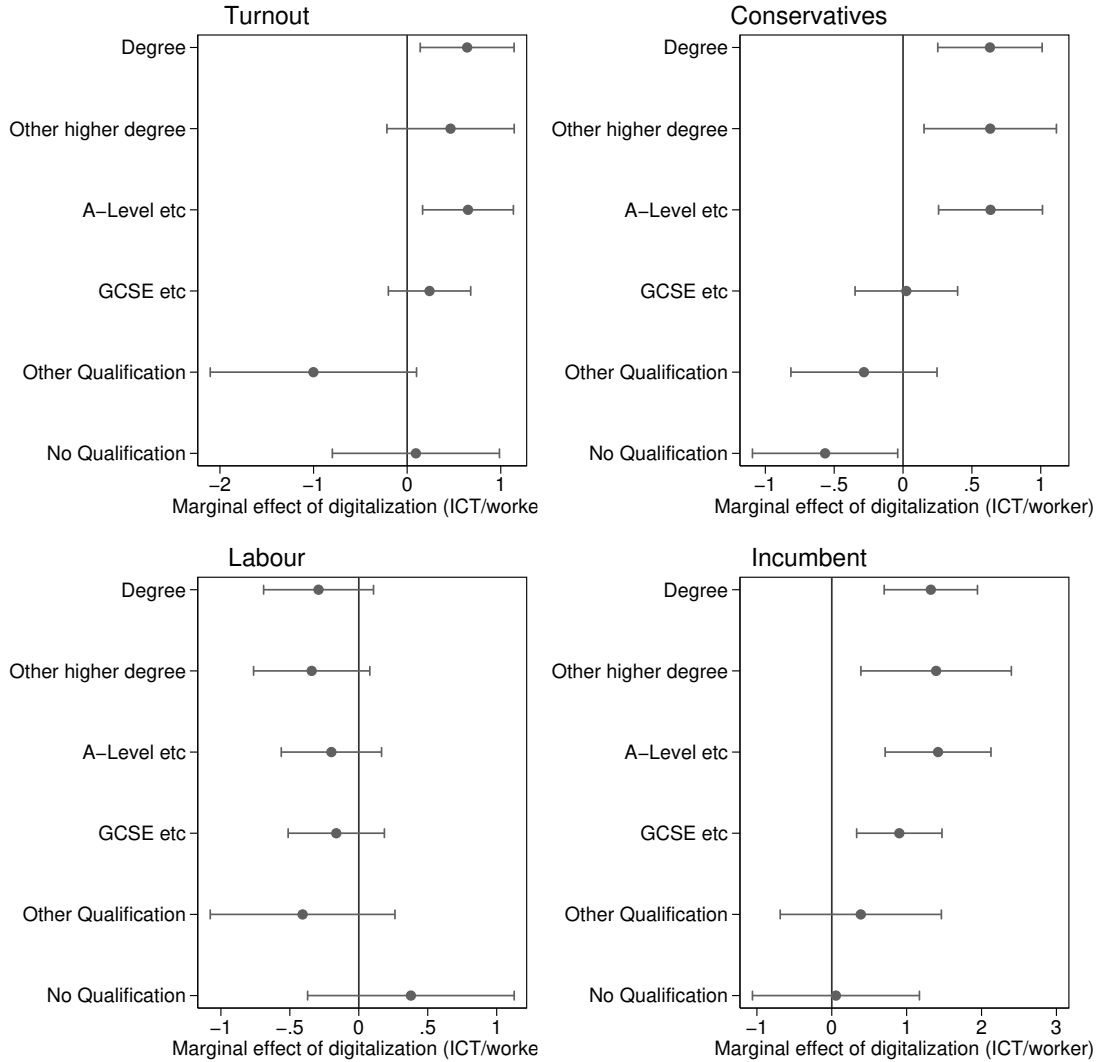 Turnout
Degree
Other higher degree
A−Level etc
GCSE etc
Other Qualification
No Qualification
−2 −1 0 1
Marginal effect of digitalization (ICT/worke
Conservatives
Degree
Other higher degree
A−Level etc
GCSE etc
Other Qualification
No Qualification
−1 −.5 0 .5 1
Marginal effect of digitalization (ICT/worker)
Labour
Degree
Other higher degree
A−Level etc
GCSE etc
Other Qualification
No Qualification
−1 −.5 0 .5 1
Marginal effect of digitalization (ICT/worke
Incumbent
Degree
Other higher degree
A−Level etc
GCSE etc
Other Qualification
No Qualification
−1 0 1 2 3
Marginal effect of digitalization (ICT/worker)